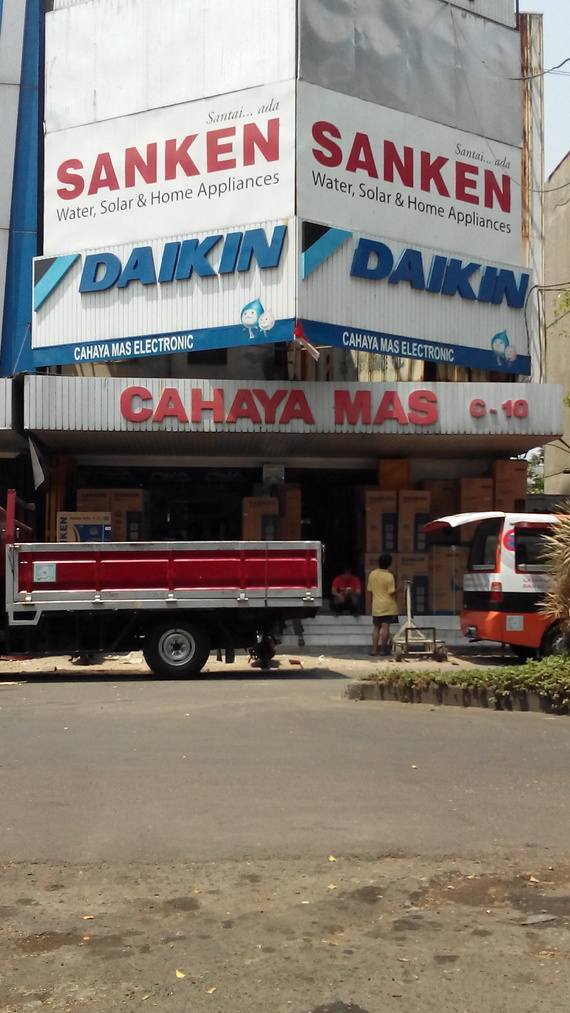 Santai... ada
SANKEN
Water, Solar & Home Appliances
Santai... ada
SANKEN
Water, Solar & Home Appliances
DAIKIN
CAHAYA MAS ELECTRONIC
DAIKIN
CAHAYA MAS ELECTRONIC
CAHAYA MAS C-10